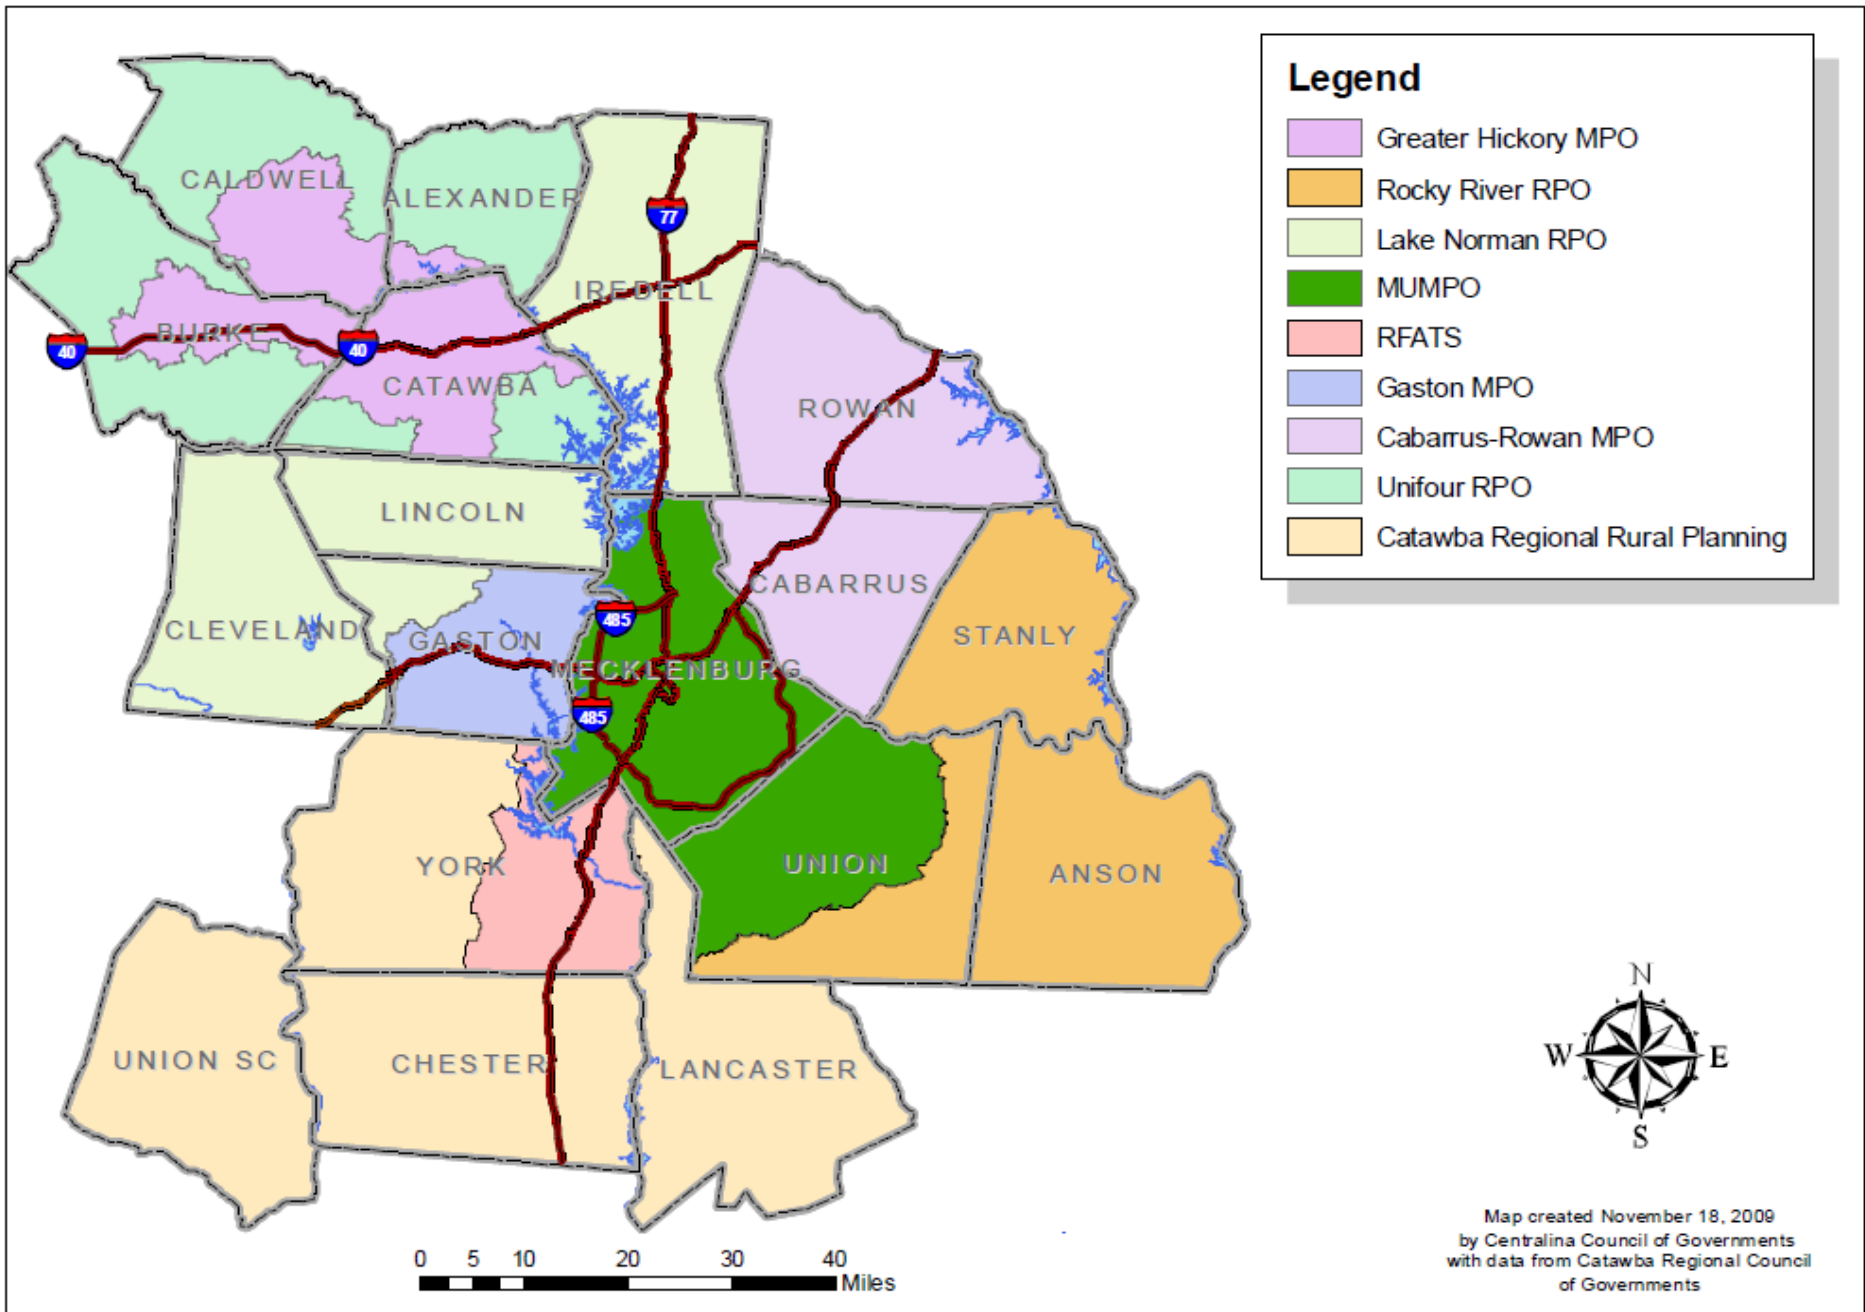 Legend
Greater Hickory MPO
Rocky River RPO
Lake Norman RPO
MUMPO
RFATS
Gaston MPO
Cabarrus-Rowan MPO
Unifour RPO
Catawba Regional Rural Planning
CALDWELL
ALEXANDER
77
IREDELL
BURKE
40
40
CATAWBA
ROWAN
LINCOLN
CABARRUS
485
CLEVELAND
GASTON
STANLY
MECKLENBURG
485
YORK
UNION
ANSON
UNION SC
CHESTER
LANCASTER
N
W E
S
0 5 10 20 30 40
Miles
Map created November 18, 2009
by Centralina Council of Governments
with data from Catawba Regional Council
of Governments